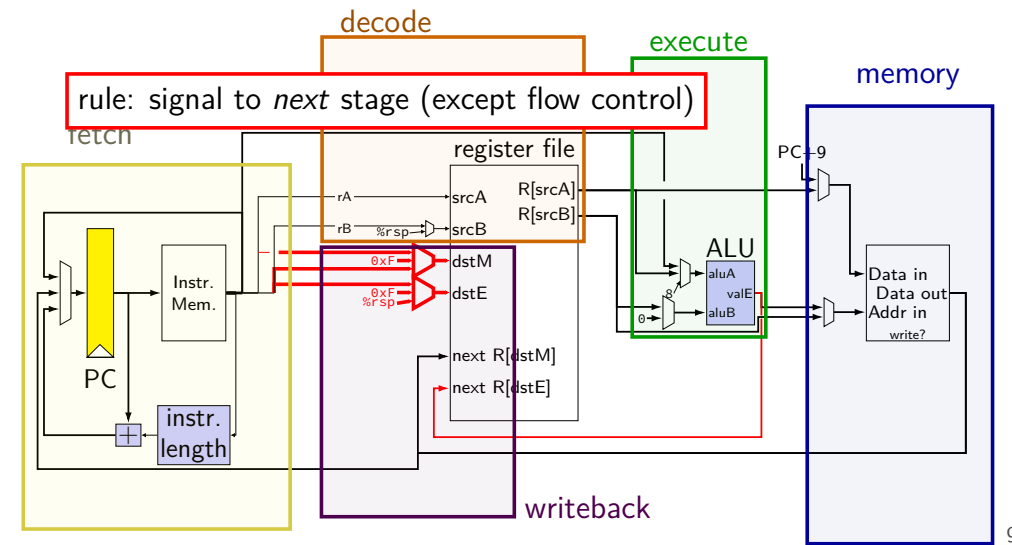 decode
execute
memory
rule: signal to next stage (except flow control)
fetch
register file
PC+9
rA
srcA
R[srcA]
R[srcB]
rB
%rsp
srcB
0xF
dstM
0xF
%rsp
dstE
Instr.
Mem.
PC
instr.
length
+
next R[dstM]
next R[dstE]
ALU
aluA
valE
aluB
8
0
Data in
Data out
Addr in
write?
writeback